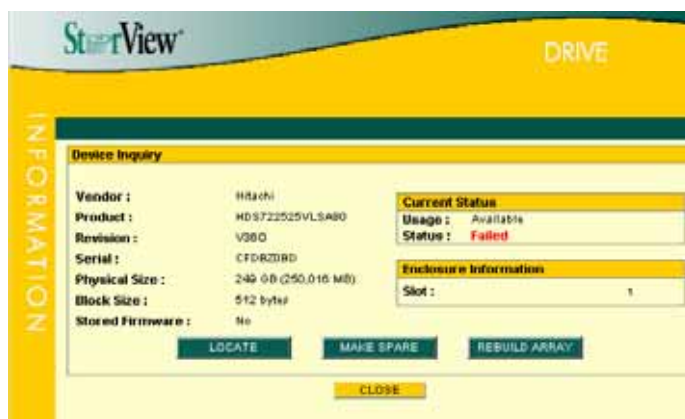 StorView
DRIVE
INFORMATION
Device Inquiry
Vendor : Hitachi
Product : HDS722525VLSA80
Revision : V36O
Serial : CFDBZDBD
Physical Size : 249 GB (250,016 MB)
Block Size : 512 bytes
Stored Firmware : No
Current Status
Usage : Available
Status : Failed
Enclosure Information
Slot : 1
LOCATE
MAKE SPARE
REBUILD ARRAY
CLOSE